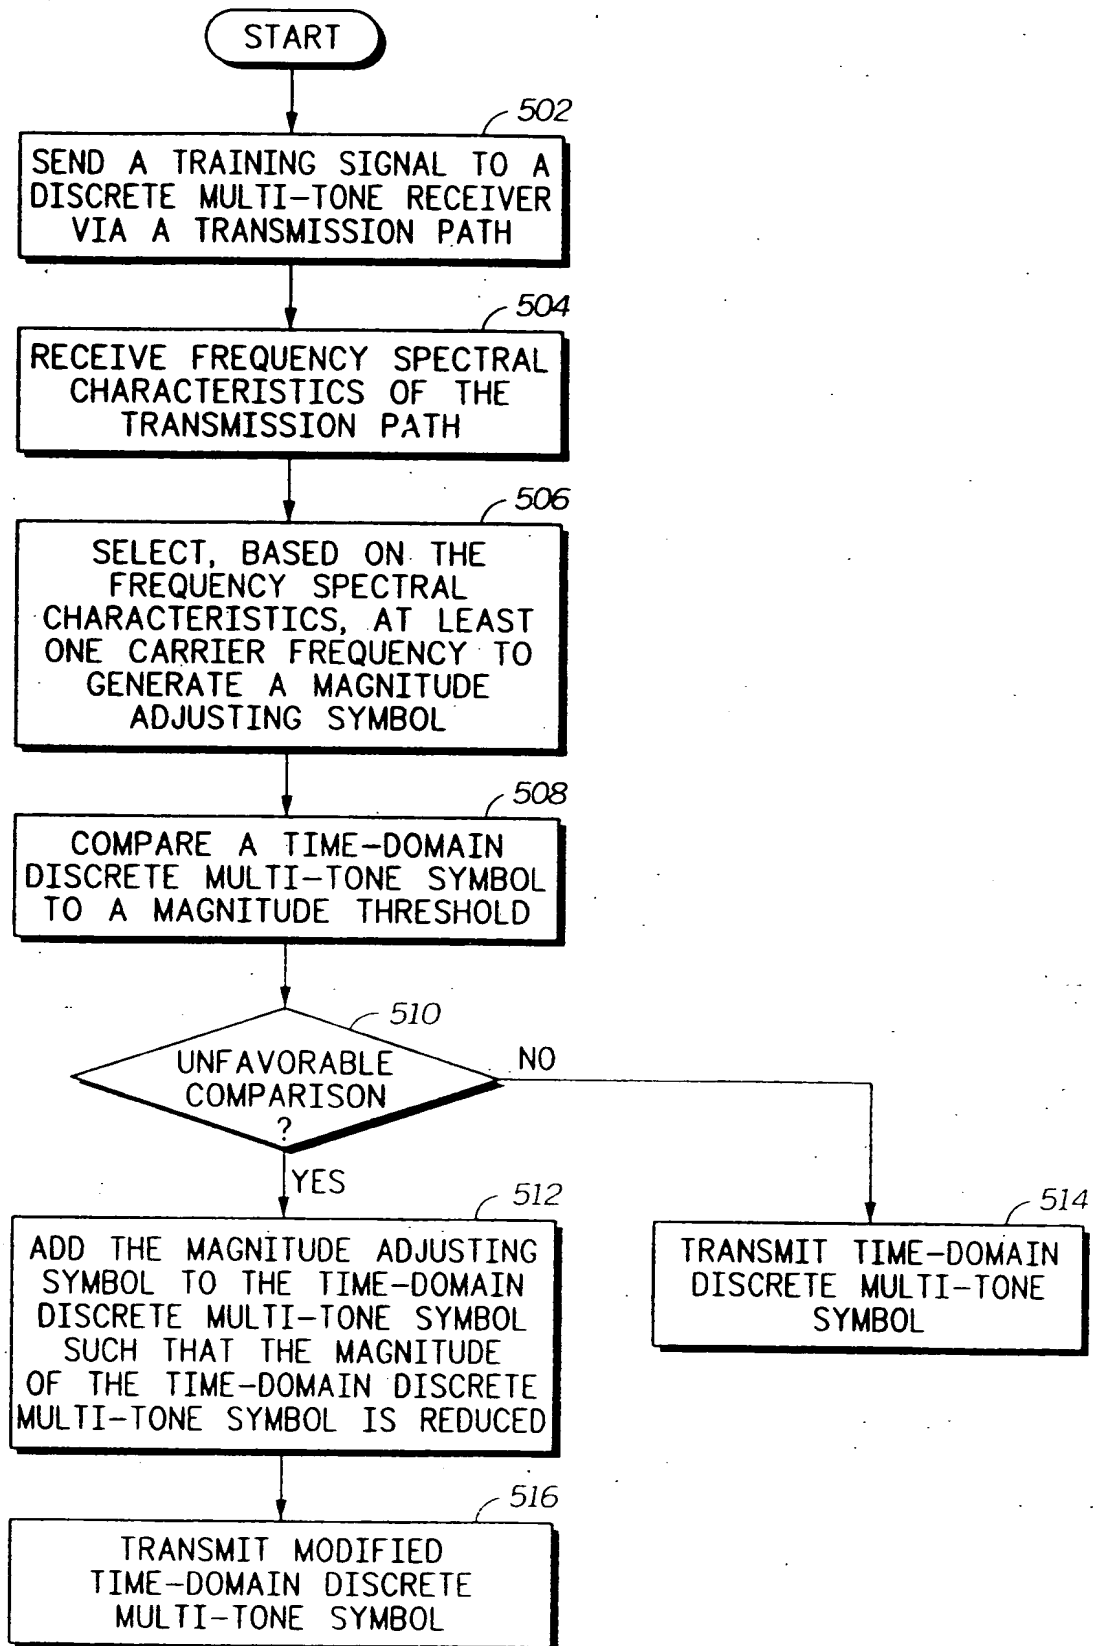 START
502
SEND A TRAINING SIGNAL TO A
DISCRETE MULTI-TONE RECEIVER
VIA A TRANSMISSION PATH
504
RECEIVE FREQUENCY SPECTRAL
CHARACTERISTICS OF THE
TRANSMISSION PATH
506
SELECT, BASED ON THE
FREQUENCY SPECTRAL
CHARACTERISTICS, AT LEAST
ONE CARRIER FREQUENCY TO
GENERATE A MAGNITUDE
ADJUSTING SYMBOL
508
COMPARE A TIME-DOMAIN
DISCRETE MULTI-TONE SYMBOL
TO A MAGNITUDE THRESHOLD
510
UNFAVORABLE
COMPARISON
?
NO
YES
512
ADD THE MAGNITUDE ADJUSTING
SYMBOL TO THE TIME-DOMAIN
DISCRETE MULTI-TONE SYMBOL
SUCH THAT THE MAGNITUDE
OF THE TIME-DOMAIN DISCRETE
MULTI-TONE SYMBOL IS REDUCED
514
TRANSMIT TIME-DOMAIN
DISCRETE MULTI-TONE
SYMBOL
516
TRANSMIT MODIFIED
TIME-DOMAIN DISCRETE
MULTI-TONE SYMBOL